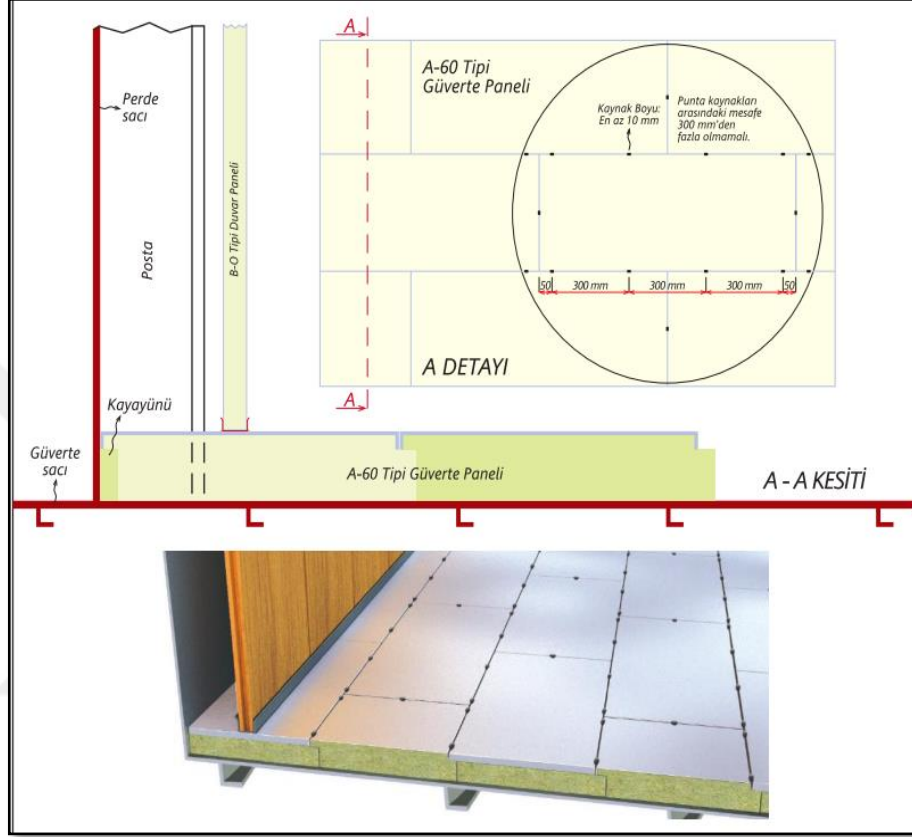 A
A-60 Tipi
Güverte Paneli
Kaynak Boyu:
En az 10 mm
Punta kaynakları
arasındaki mesafe
300 mm'den
fazla olmamalı.
Perde
sacı
Posta
B-O Tipi Duvar Paneli
50
300 mm
300 mm
300 mm
50
A DETAYI
A
Kayayünü
Güverte
sacı
A-60 Tipi Güverte Paneli
A - A KESİTİ